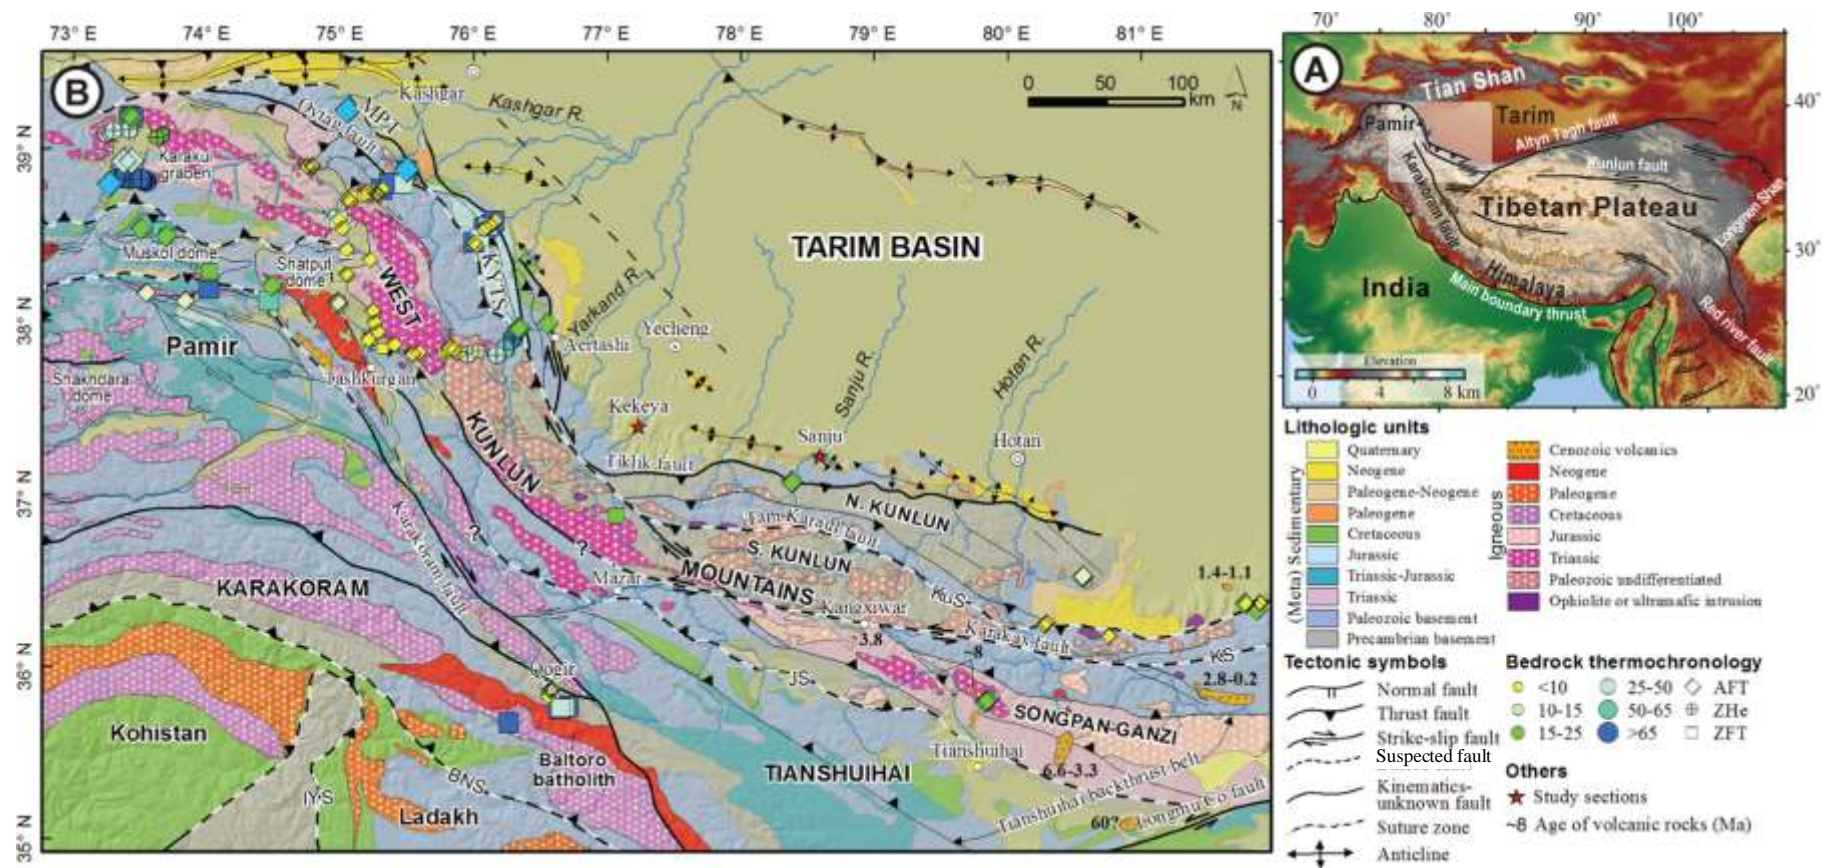 73° E
74° E
75° E
76° E
77° E
78° E
79° E
80° E
81° E
39° N
38° N
37° N
36° N
35° N
B
0 50 100
km
N
Kashgar
Kashgar R.
MPT
Oytag fault
Karakul
graben
TARIM BASIN
Muskol dome
Shatput
dome
WEST
KYTS
Yarkand R.
Yecheng
Aertashi
Pamir
Shakhdara
dome
Tashkurgan
Kekeya
Sanju R.
Sanju
Hotan R.
Hotan
KUNLUN
Tiklik fault
N. KUNLUN
Tam Karadi fault
S. KUNLUN
?
?
MOUNTAINS
Mazar
Kangxiwar
KuS
1.4-1.1
Karakoram fault
KARAKORAM
~3.8
~8
Karakax fault
KS
2.8-0.2
Qogir
JS
SONGPAN-GANZI
Kohistan
Baltoro
batholith
TIANSHUIHAI
Tianshuihai
6.6-3.3
Tianshuihai backthrust belt
Longmu Co fault
60?
BNS
IYS
Ladakh
70°
80°
90°
100°
40°
30°
20°
A
Tian Shan
Tarim
Pamir
Altyn Tagh fault
Kunlun fault
Karakoram fault
Tibetan Plateau
Longmen Shan
Himalaya
India
Main boundary thrust
Red river fault
Elevation
0 4 8 km
Lithologic units
(Meta) Sedimentary
Quaternary
Neogene
Paleogene-Neogene
Paleogene
Cretaceous
Jurassic
Triassic-Jurassic
Triassic
Paleozoic basement
Precambrian basement
Igneous
Cenozoic volcanics
Neogene
Paleogene
Cretaceous
Jurassic
Triassic
Paleozoic undifferentiated
Ophiolite or ultramafic intrusion
Tectonic symbols
Normal fault
Thrust fault
Strike-slip fault
Suspected fault
Kinematics-
unknown fault
Suture zone
Anticline
Bedrock thermochronology
<10
10-15
15-25
25-50
50-65
>65
AFT
ZHe
ZFT
Others
Study sections
~8 Age of volcanic rocks (Ma)